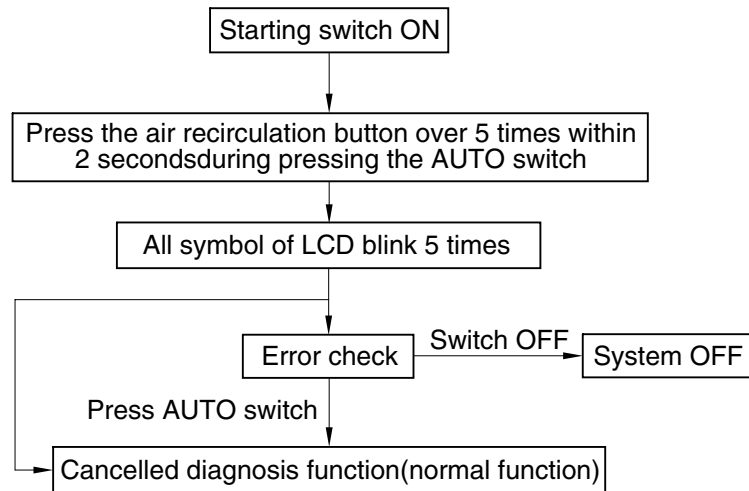 Starting switch ON
Press the air recirculation button over 5 times within
2 secondsduring pressing the AUTO switch
All symbol of LCD blink 5 times
Error check
Switch OFF
System OFF
Press AUTO switch
Cancelled diagnosis function(normal function)